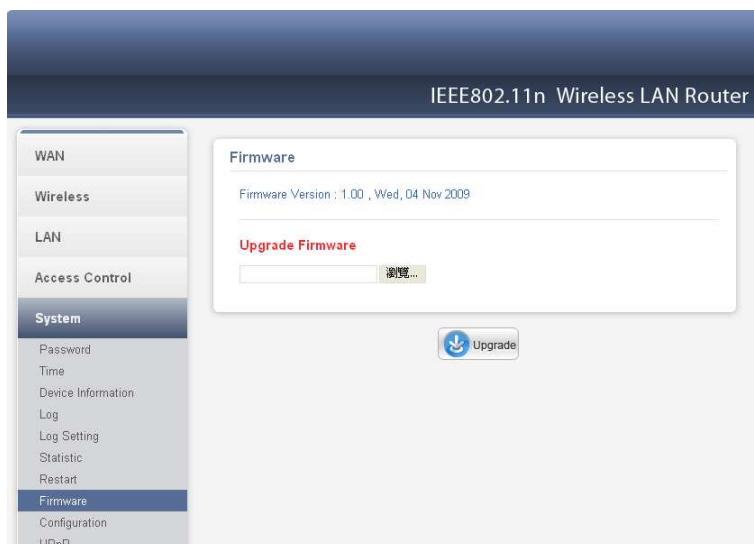 IEEE802.11n Wireless LAN Router
WAN
Wireless
LAN
Access Control
System
Password
Time
Device Information
Log
Log Setting
Statistic
Restart
Firmware
Configuration
UPnP
Firmware
Firmware Version : 1.00 , Wed, 04 Nov 2009
Upgrade Firmware
瀏覽...
Upgrade